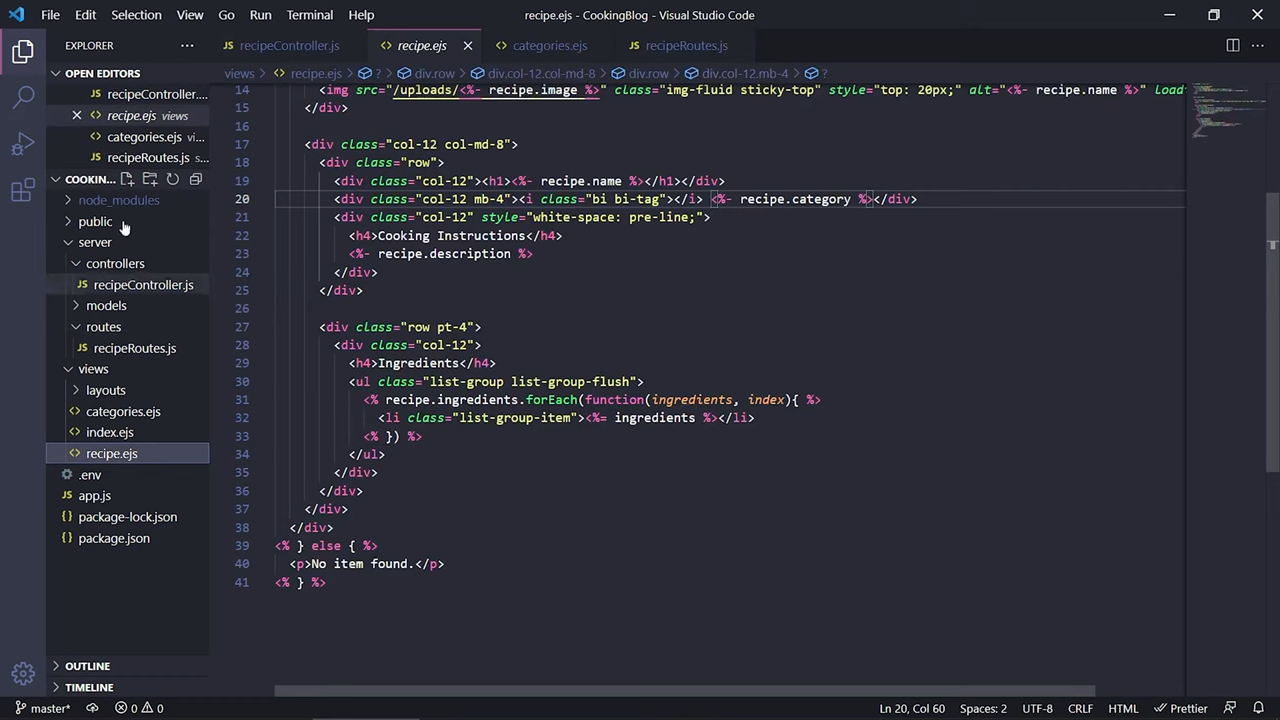 File Edit Selection View Go Run Terminal Help recipe.ejs - CookingBlog - Visual Studio Code
EXPLORER ··· JS recipeController.js <> recipe.ejs × <> categories.ejs JS recipeRoutes.js ···
OPEN EDITORS
views > <> recipe.ejs > ? > div.row > div.col-12.col-md-8 > div.row > div.col-12.mb-4 > ?
recipeController....
recipe.ejs views
categories.ejs vi...
recipeRoutes.js s...
COOKIN...
node_modules
public
server
controllers
JS recipeController.js
models
routes
JS recipeRoutes.js
views
layouts
<> categories.ejs
<> index.ejs
<> recipe.ejs
.env
JS app.js
{} package-lock.json
{} package.json
OUTLINE
TIMELINE
14 <img src="/uploads/<%- recipe.image %>" class="img-fluid sticky-top" style="top: 20px;" alt="<%- recipe.name %>" load
15 </div>
16
17 <div class="col-12 col-md-8">
18 <div class="row">
19 <div class="col-12"><h1><%- recipe.name %></h1></div>
20 <div class="col-12 mb-4"><i class="bi bi-tag"></i> <%- recipe.category %></div>
21 <div class="col-12" style="white-space: pre-line;">
22 <h4>Cooking Instructions</h4>
23 <%- recipe.description %>
24 </div>
25 </div>
26
27 <div class="row pt-4">
28 <div class="col-12">
29 <h4>Ingredients</h4>
30 <ul class="list-group list-group-flush">
31 <% recipe.ingredients.forEach(function(ingredients, index){ %>
32 <li class="list-group-item"><%= ingredients %></li>
33 <% }) %>
34 </ul>
35 </div>
36 </div>
37 </div>
38 </div>
39 <% } else { %>
40 <p>No item found.</p>
41 <% } %>
master* 0 0 Ln 20, Col 60 Spaces: 2 UTF-8 CRLF HTML Prettier